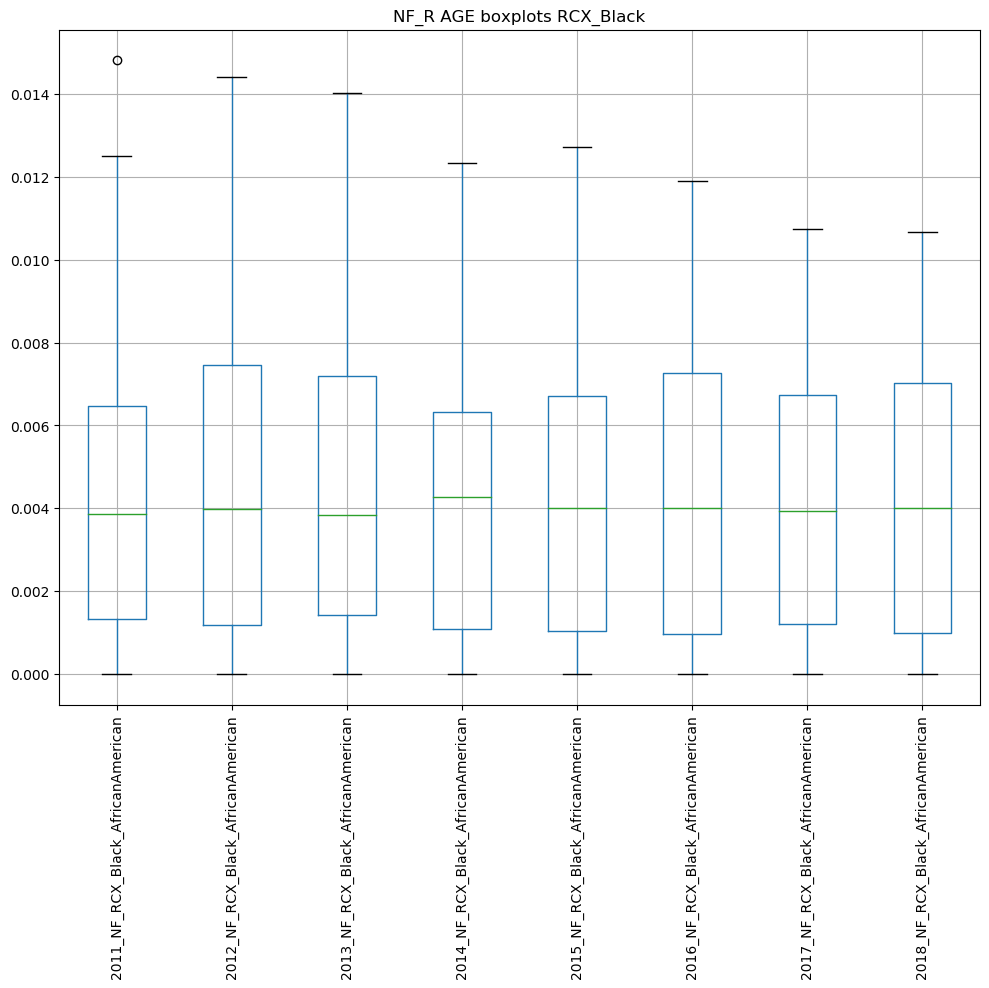 NF_R AGE boxplots RCX_Black
0.014
0.012
0.010
0.008
0.006
0.004
0.002
0.000
2011_NF_RCX_Black_AfricanAmerican
2012_NF_RCX_Black_AfricanAmerican
2013_NF_RCX_Black_AfricanAmerican
2014_NF_RCX_Black_AfricanAmerican
2015_NF_RCX_Black_AfricanAmerican
2016_NF_RCX_Black_AfricanAmerican
2017_NF_RCX_Black_AfricanAmerican
2018_NF_RCX_Black_AfricanAmerican